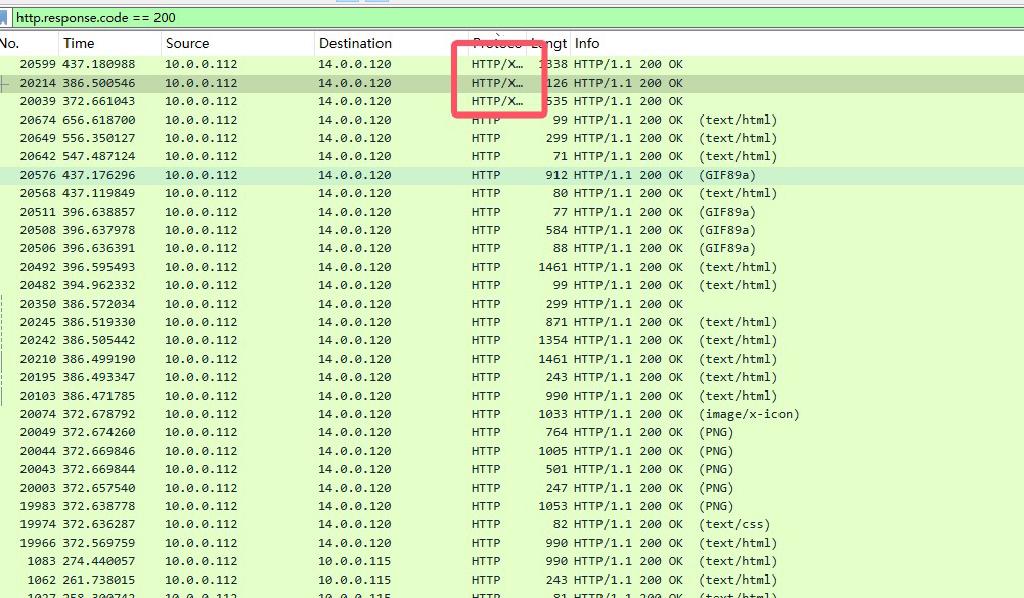 http.response.code == 200
No. Time Source Destination Protoco Lengt Info
20599 437.180988 10.0.0.112 14.0.0.120 HTTP/X… 1338 HTTP/1.1 200 OK
20214 386.500546 10.0.0.112 14.0.0.120 HTTP/X… 126 HTTP/1.1 200 OK
20039 372.661043 10.0.0.112 14.0.0.120 HTTP/X… 535 HTTP/1.1 200 OK
20674 656.618700 10.0.0.112 14.0.0.120 HTTP 99 HTTP/1.1 200 OK (text/html)
20649 556.350127 10.0.0.112 14.0.0.120 HTTP 299 HTTP/1.1 200 OK (text/html)
20642 547.487124 10.0.0.112 14.0.0.120 HTTP 71 HTTP/1.1 200 OK (text/html)
20576 437.176296 10.0.0.112 14.0.0.120 HTTP 912 HTTP/1.1 200 OK (GIF89a)
20568 437.119849 10.0.0.112 14.0.0.120 HTTP 80 HTTP/1.1 200 OK (text/html)
20511 396.638857 10.0.0.112 14.0.0.120 HTTP 77 HTTP/1.1 200 OK (GIF89a)
20508 396.637978 10.0.0.112 14.0.0.120 HTTP 584 HTTP/1.1 200 OK (GIF89a)
20506 396.636391 10.0.0.112 14.0.0.120 HTTP 88 HTTP/1.1 200 OK (GIF89a)
20492 396.595493 10.0.0.112 14.0.0.120 HTTP 1461 HTTP/1.1 200 OK (text/html)
20482 394.962332 10.0.0.112 14.0.0.120 HTTP 99 HTTP/1.1 200 OK (text/html)
20350 386.572034 10.0.0.112 14.0.0.120 HTTP 299 HTTP/1.1 200 OK
20245 386.519330 10.0.0.112 14.0.0.120 HTTP 871 HTTP/1.1 200 OK (text/html)
20242 386.505442 10.0.0.112 14.0.0.120 HTTP 1354 HTTP/1.1 200 OK (text/html)
20210 386.499190 10.0.0.112 14.0.0.120 HTTP 1461 HTTP/1.1 200 OK (text/html)
20195 386.493347 10.0.0.112 14.0.0.120 HTTP 243 HTTP/1.1 200 OK (text/html)
20103 386.471785 10.0.0.112 14.0.0.120 HTTP 990 HTTP/1.1 200 OK (text/html)
20074 372.678792 10.0.0.112 14.0.0.120 HTTP 1033 HTTP/1.1 200 OK (image/x-icon)
20049 372.674260 10.0.0.112 14.0.0.120 HTTP 764 HTTP/1.1 200 OK (PNG)
20044 372.669846 10.0.0.112 14.0.0.120 HTTP 1005 HTTP/1.1 200 OK (PNG)
20043 372.669844 10.0.0.112 14.0.0.120 HTTP 501 HTTP/1.1 200 OK (PNG)
20003 372.657540 10.0.0.112 14.0.0.120 HTTP 247 HTTP/1.1 200 OK (PNG)
19983 372.638778 10.0.0.112 14.0.0.120 HTTP 1053 HTTP/1.1 200 OK (PNG)
19974 372.636287 10.0.0.112 14.0.0.120 HTTP 82 HTTP/1.1 200 OK (text/css)
19966 372.569759 10.0.0.112 14.0.0.120 HTTP 990 HTTP/1.1 200 OK (text/html)
1083 274.440057 10.0.0.112 10.0.0.115 HTTP 990 HTTP/1.1 200 OK (text/html)
1062 261.738015 10.0.0.112 10.0.0.115 HTTP 243 HTTP/1.1 200 OK (text/html)
1027 258.300742 10.0.0.112 10.0.0.115 HTTP 81 HTTP/1.1 200 OK (text/html)